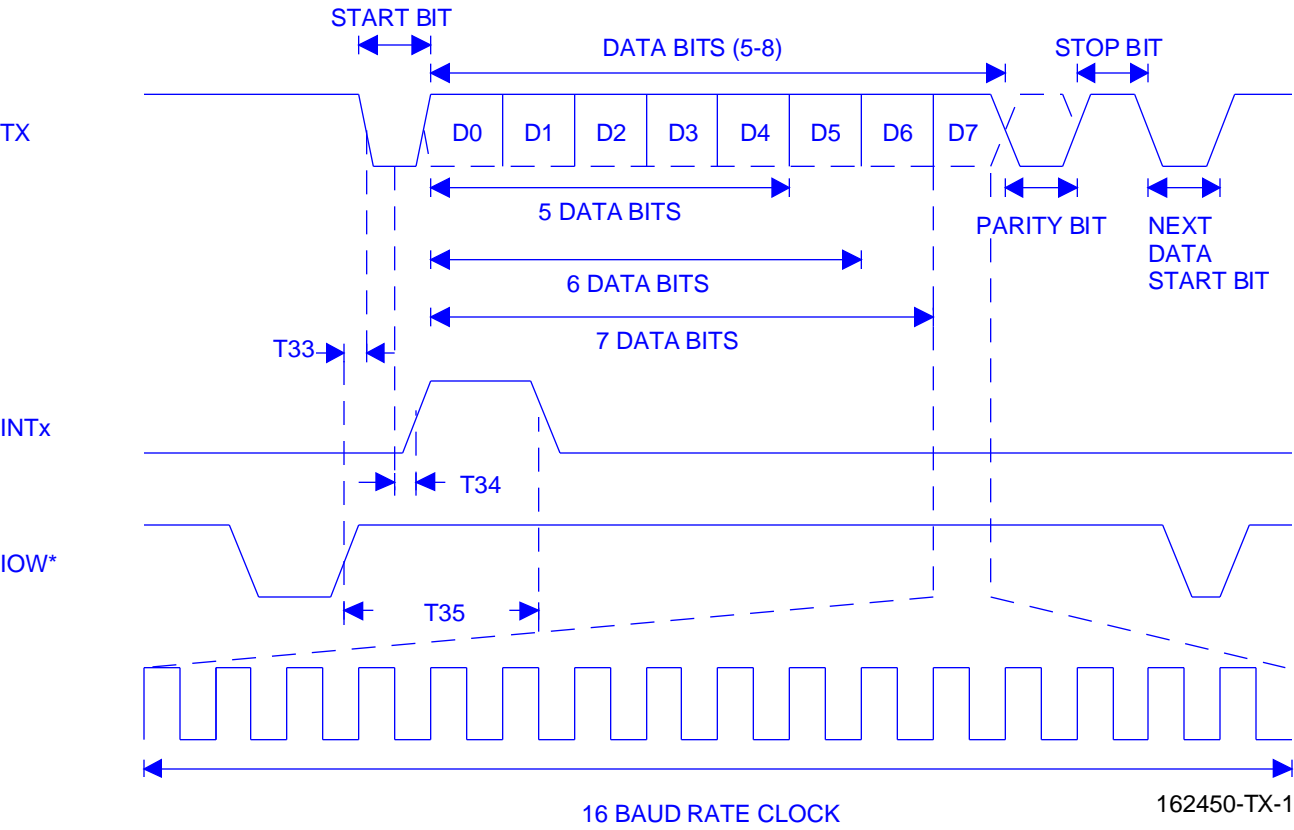 START BIT
DATA BITS (5-8)
STOP BIT
TX
D0 D1 D2 D3 D4 D5 D6 D7
5 DATA BITS
PARITY BIT
NEXT
DATA
START BIT
6 DATA BITS
7 DATA BITS
T33
INTx
T34
IOW*
T35
16 BAUD RATE CLOCK
162450-TX-1